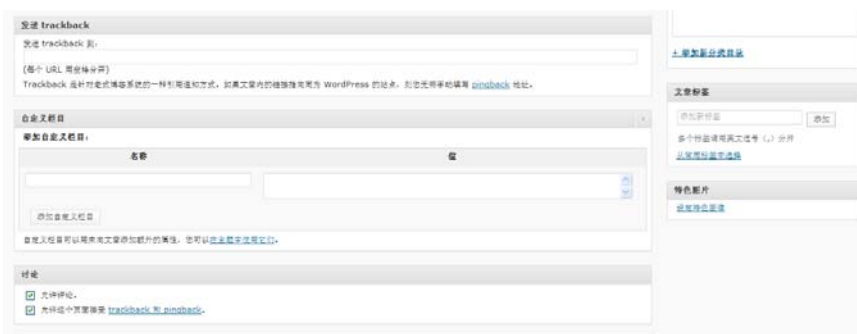 发送 trackback
发送 trackback 到:
(每个 URL 用空格分开)
Trackback 是针对老式博客系统的一种引用通知方式，如果文章内的链接指向同为 WordPress 的站点，则您无需手动填写 pingback 地址。
自定义栏目
添加自定义栏目：
名称 值
添加自定义栏目
自定义栏目可以用来向文章添加额外的属性，您可以在主题中使用它们。
讨论
允许评论。
允许这个页面接受 trackback 和 pingback。
+ 添加新分类目录
文章标签
添加新标签 添加
多个标签请用英文逗号（,）分开
从常用标签中选择
特色图片
设置特色图像